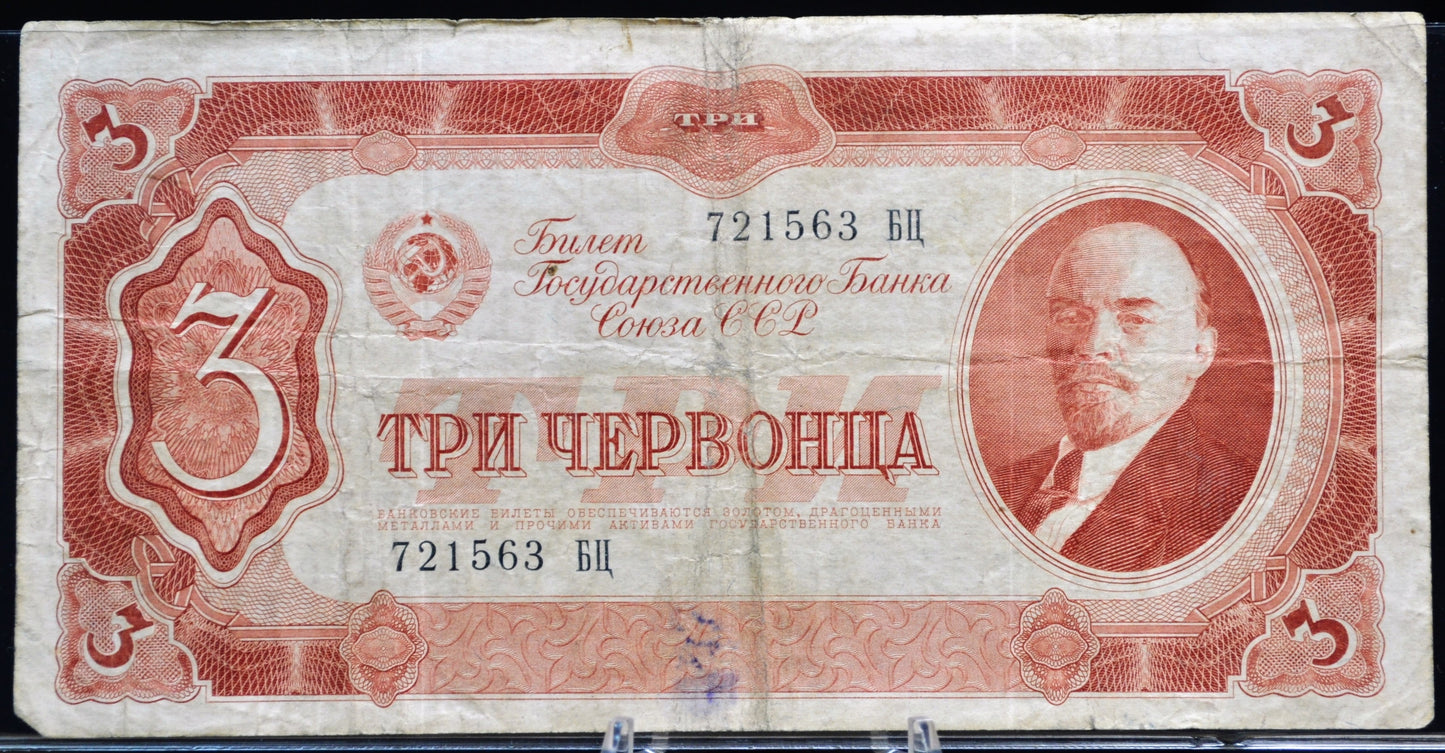 3
ТРИ
3
721563 БЦ
Билет
Государственного Банка
Союза ССР
3
ТРИ
ТРИ ЧЕРВОНЦА
БАНКОВСКИЕ БИЛЕТЫ ОБЕСПЕЧИВАЮТСЯ ЗОЛОТОМ, ДРАГОЦЕННЫМИ
МЕТАЛЛАМИ И ПРОЧИМИ АКТИВАМИ ГОСУДАРСТВЕННОГО БАНКА
721563 БЦ
3
3